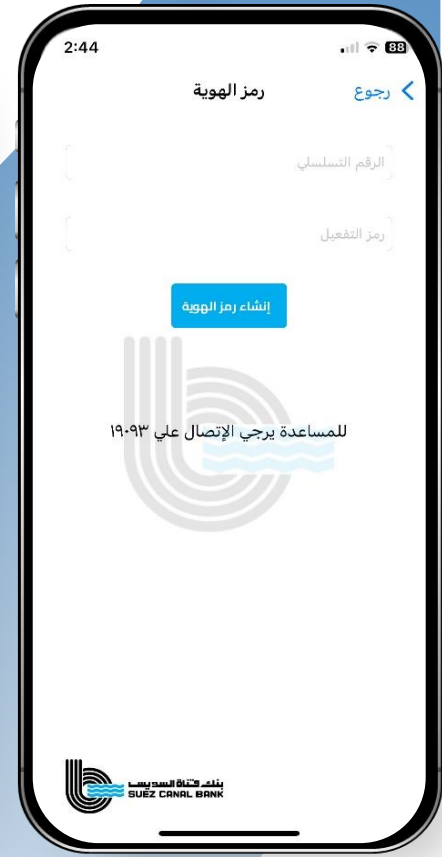 2:44
88
رجوع
رمز الهوية
الرقم التسلسلي
رمز التفعيل
إنشاء رمز الهوية
للمساعدة يرجي الإتصال علي ١٩٠٩٣
بنك قناة السويس
SUEZ CANAL BANK